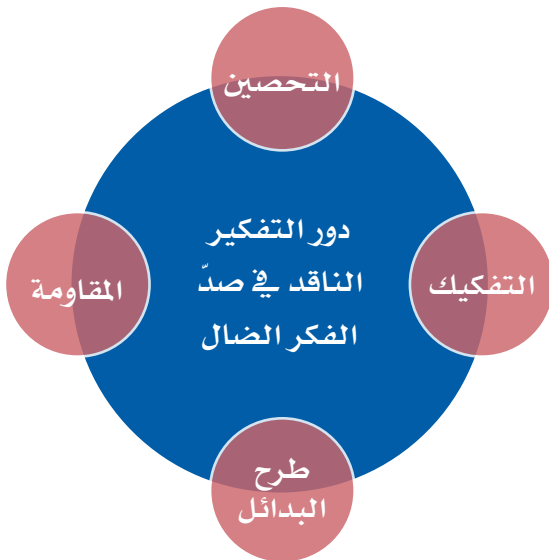 التحصين
دور التفكير
الناقد في صدّ
الفكر الضال
التفكيك
المقاومة
طرح
البدائل